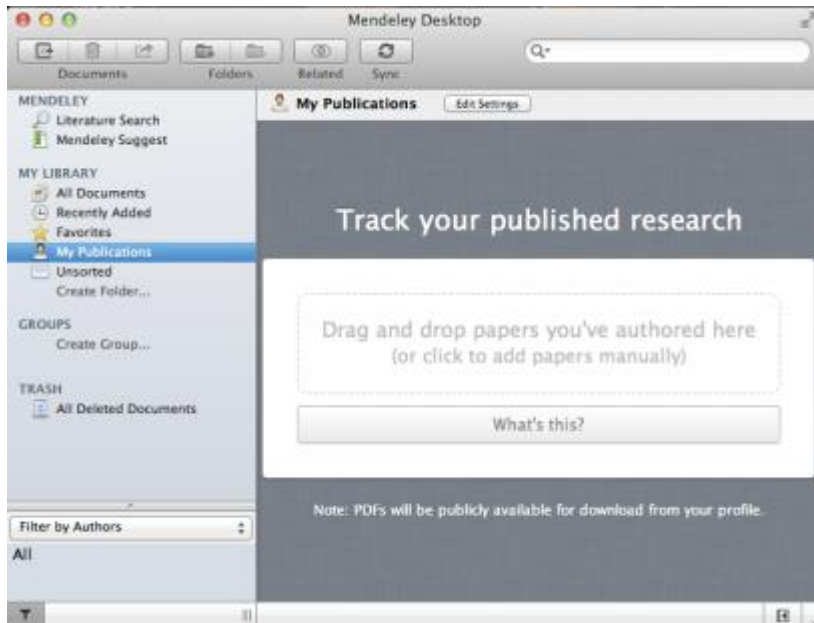 Mendeley Desktop
Documents
Folders
Related
Sync
MENDELEY
Literature Search
Mendeley Suggest
MY LIBRARY
All Documents
Recently Added
Favorites
My Publications
Unsorted
Create Folder...
GROUPS
Create Group...
TRASH
All Deleted Documents
Filter by Authors
All
My Publications
Edit Settings
Track your published research
Drag and drop papers you've authored here
(or click to add papers manually)
What's this?
Note: PDFs will be publicly available for download from your profile.